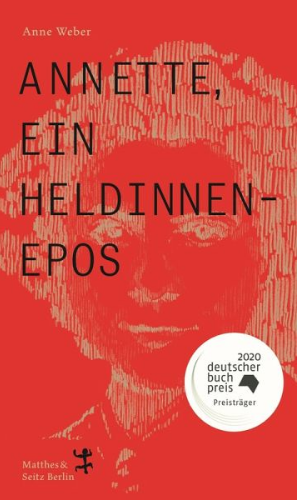 Anne Weber
ANNETTE,
EIN
HELDINNEN-
EPOS
2020
deutscher
buch
preis
Preisträger
Matthes &
Seitz Berlin